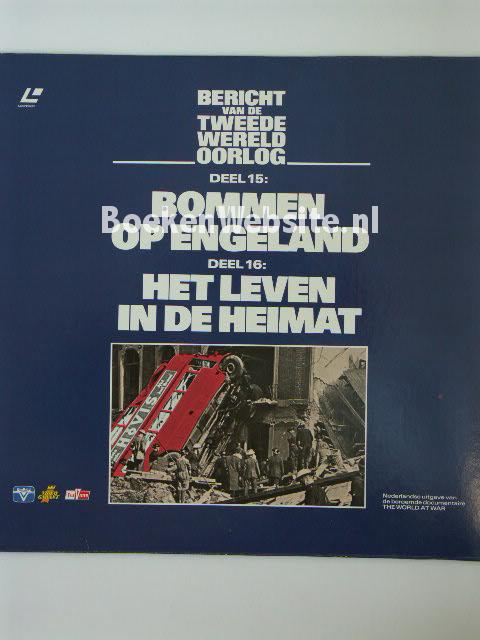 BERICHT
VAN DE
TWEEDE
WERELD
OORLOG
DEEL 15:
BOMMEN
OP ENGELAND
BoekenWebsite.nl
DEEL 16:
HET LEVEN
IN DE HEIMAT
HOVIS
Nederlandse uitgave van
de beroemde documentaire
THE WORLD AT WAR